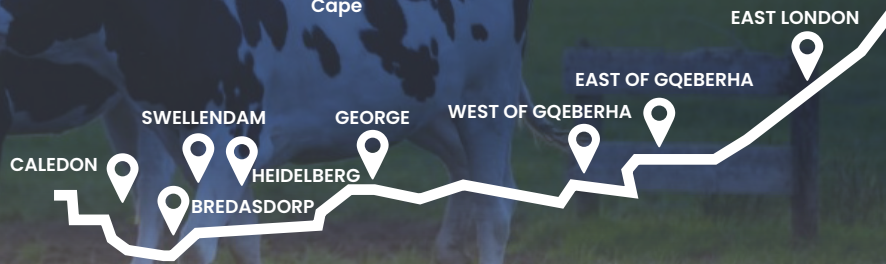 Cape
EAST LONDON
EAST OF GQEBERHA
WEST OF GQEBERHA
SWELLENDAM
GEORGE
CALEDON
HEIDELBERG
BREDASDORP